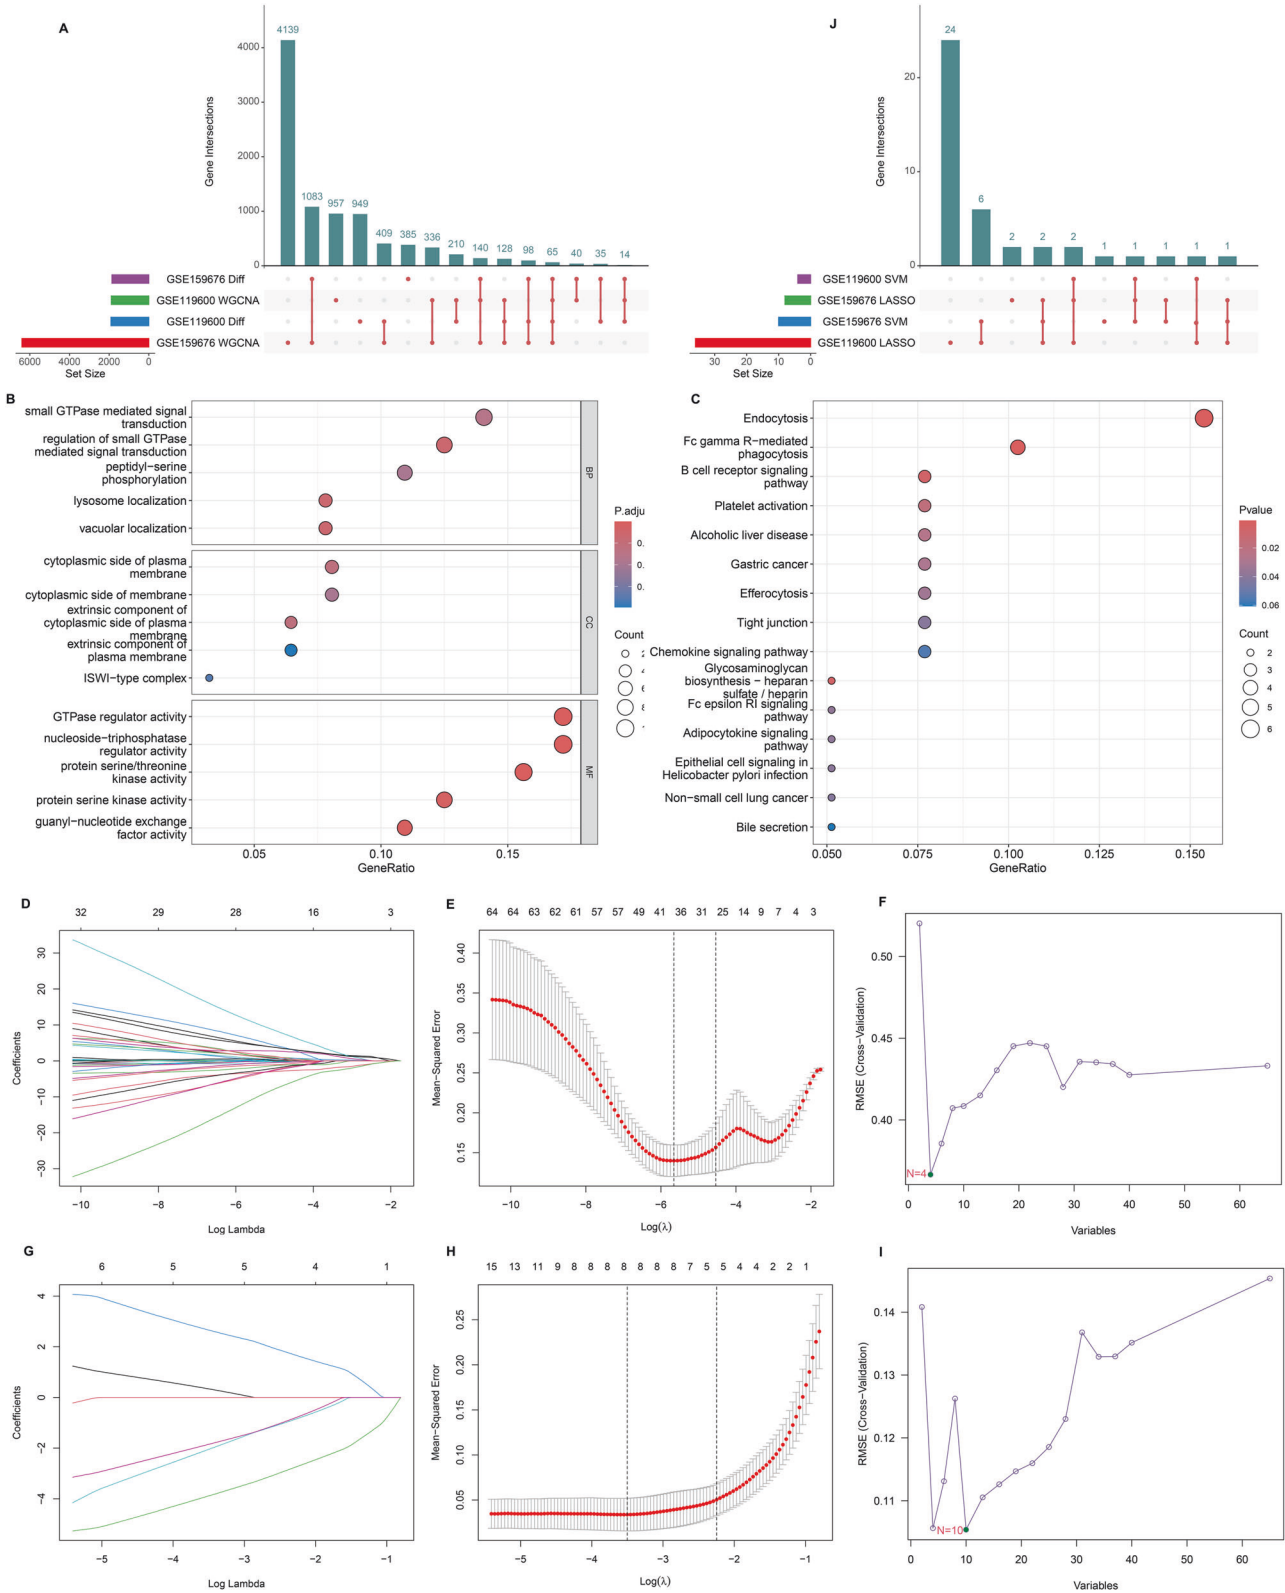 A
4139
4000
3000
2000
1000
0
Gene Intersections
1083
957
949
409
385
336
210
140
128
98
65
40
35
14
GSE159676 Diff
GSE119600 WGCNA
GSE119600 Diff
GSE159676 WGCNA
6000 4000 2000 0
Set Size
J
24
20
10
0
Gene Intersections
6
2 2 2
1 1 1 1 1
GSE119600 SVM
GSE159676 LASSO
GSE159676 SVM
GSE119600 LASSO
30 20 10 0
Set Size
B
small GTPase mediated signal
transduction
regulation of small GTPase
mediated signal transduction
peptidyl−serine
phosphorylation
lysosome localization
vacuolar localization
BP
cytoplasmic side of plasma
membrane
cytoplasmic side of membrane
extrinsic component of
cytoplasmic side of plasma
membrane
extrinsic component of
plasma membrane
ISWI−type complex
CC
GTPase regulator activity
nucleoside−triphosphatase
regulator activity
protein serine/threonine
kinase activity
protein serine kinase activity
guanyl−nucleotide exchange
factor activity
MF
0.05 0.10 0.15
GeneRatio
P.adju
0.
0.
0.
Count
C
Endocytosis
Fc gamma R−mediated
phagocytosis
B cell receptor signaling
pathway
Platelet activation
Alcoholic liver disease
Gastric cancer
Efferocytosis
Tight junction
Chemokine signaling pathway
Glycosaminoglycan
biosynthesis − heparan
sulfate / heparin
Fc epsilon RI signaling
pathway
Adipocytokine signaling
pathway
Epithelial cell signaling in
Helicobacter pylori infection
Non−small cell lung cancer
Bile secretion
0.050 0.075 0.100 0.125 0.150
GeneRatio
Pvalue
0.02
0.04
0.06
Count
2
3
4
5
6
D
32 29 28 16 3
30
20
10
0
−10
−20
−30
Coefficients
−10 −8 −6 −4 −2
Log Lambda
E
64 64 63 62 61 57 57 49 41 36 31 25 14 9 7 4 3
0.40
0.35
0.30
0.25
0.20
0.15
Mean−Squared Error
−10 −8 −6 −4 −2
Log(λ)
F
0.50
0.45
0.40
RMSE (Cross−Validation)
N=4
0 10 20 30 40 50 60
Variables
G
6 5 5 4 1
4
2
0
−2
−4
Coefficients
−5 −4 −3 −2 −1
Log Lambda
H
15 13 11 9 8 8 8 8 8 8 8 7 5 5 4 4 2 2 1
0.25
0.20
0.15
0.10
0.05
Mean−Squared Error
−5 −4 −3 −2 −1
Log(λ)
I
0.14
0.13
0.12
0.11
RMSE (Cross−Validation)
N=10
0 10 20 30 40 50 60
Variables